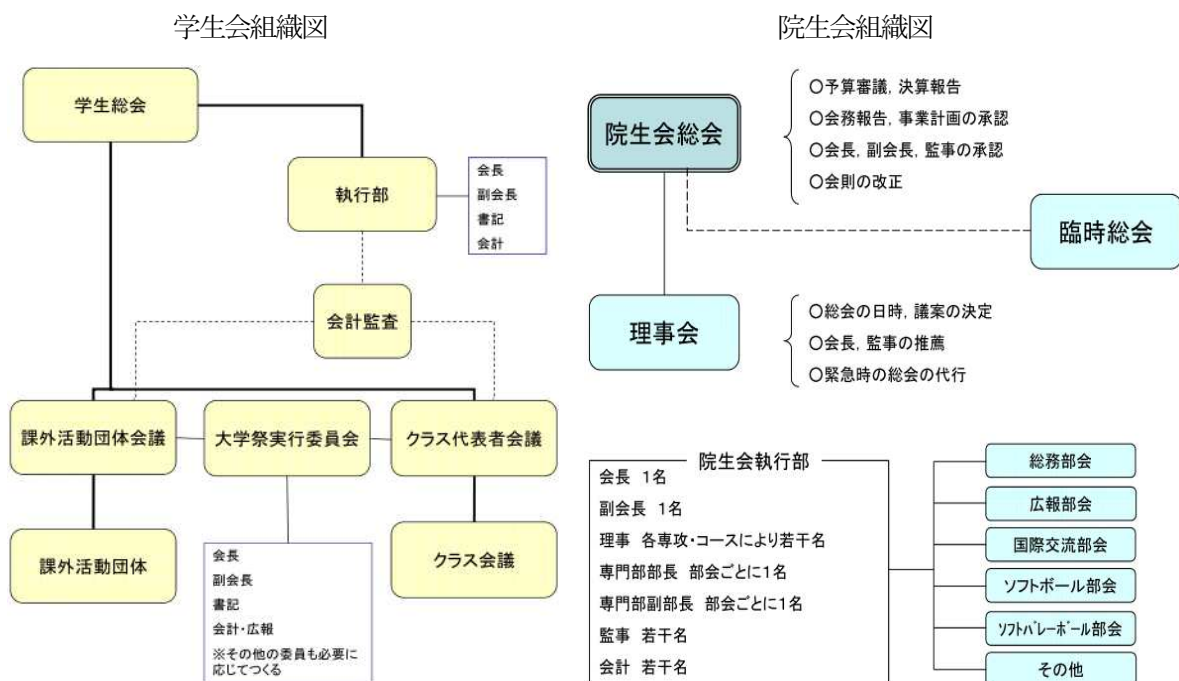 学生会組織図
学生総会
執行部
会長
副会長
書記
会計
会計監査
課外活動団体会議
大学祭実行委員会
クラス代表者会議
課外活動団体
クラス会議
会長
副会長
書記
会計・広報
※その他の委員も必要に
応じてつくる
院生会組織図
院生会総会
○予算審議, 決算報告
○会務報告, 事業計画の承認
○会長, 副会長, 監事の承認
○会則の改正
臨時総会
理事会
○総会の日時, 議案の決定
○会長, 監事の推薦
○緊急時の総会の代行
院生会執行部
会長 1名
副会長 1名
理事 各専攻・コースにより若干名
専門部部長 部会ごとに1名
専門部副部長 部会ごとに1名
監事 若干名
会計 若干名
総務部会
広報部会
国際交流部会
ソフトボール部会
ソフトバレーボール部会
その他